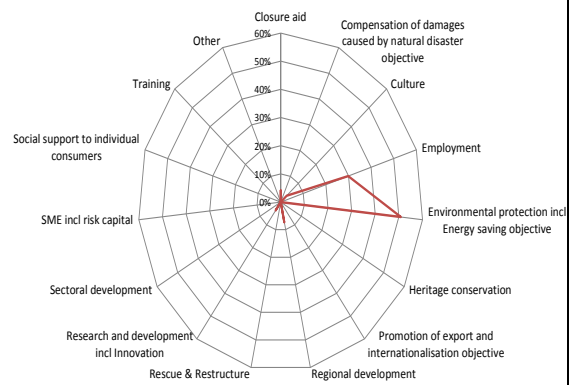 Closure aid
Compensation of damages
caused by natural disaster
objective
Culture
Employment
Environmental protection incl
Energy saving objective
Heritage conservation
Promotion of export and
internationalisation objective
Regional development
Rescue & Restructure
Research and development
incl Innovation
Sectoral development
SME incl risk capital
Social support to individual
consumers
Training
Other
60%
50%
40%
30%
20%
10%
0%